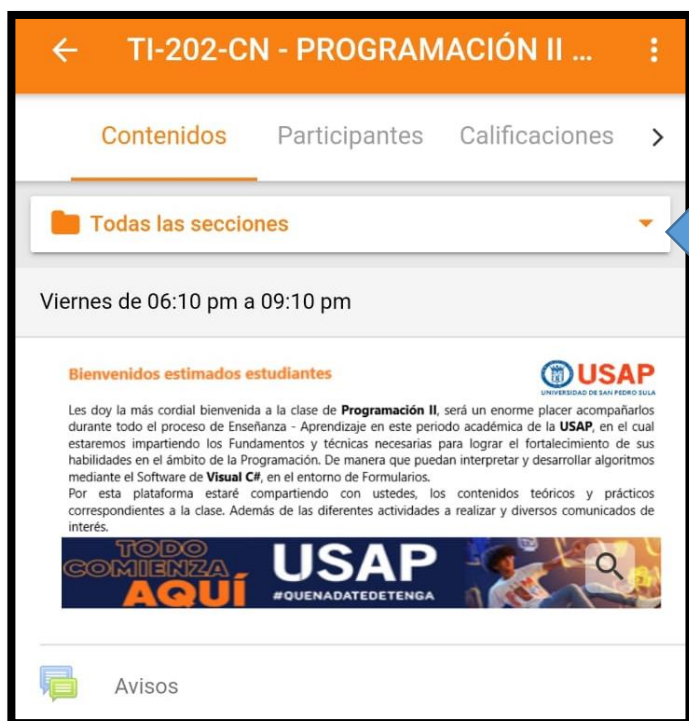 TI-202-CN - PROGRAMACIÓN II ...
Contenidos Participantes Calificaciones
Todas las secciones
Viernes de 06:10 pm a 09:10 pm
Bienvenidos estimados estudiantes
USAP
UNIVERSIDAD DE SAN PEDRO SULA
Les doy la más cordial bienvenida a la clase de Programación II, será un enorme placer acompañarlos
durante todo el proceso de Enseñanza - Aprendizaje en este periodo académica de la USAP, en el cual
estaremos impartiendo los Fundamentos y técnicas necesarias para lograr el fortalecimiento de sus
habilidades en el ámbito de la Programación. De manera que puedan interpretar y desarrollar algoritmos
mediante el Software de Visual C#, en el entorno de Formularios.
Por esta plataforma estaré compartiendo con ustedes, los contenidos teóricos y prácticos
correspondientes a la clase. Además de las diferentes actividades a realizar y diversos comunicados de
interés.
TODO
COMIENZA
AQUÍ
USAP
#QUENADATEDETENGA
Avisos